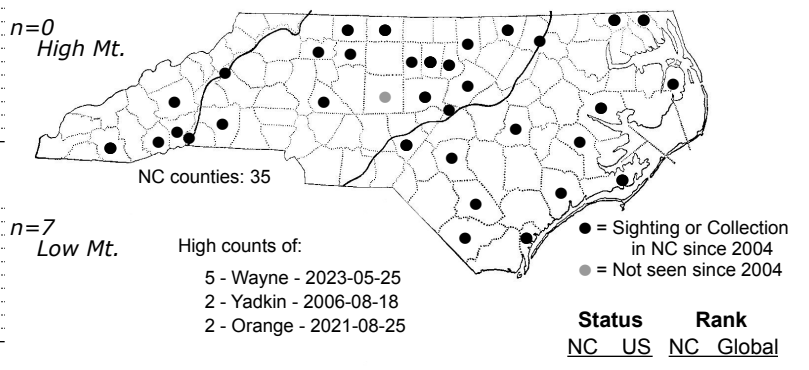 n=0
High Mt.
NC counties: 35
n=7
Low Mt.
High counts of:
5 - Wayne - 2023-05-25
2 - Yadkin - 2006-08-18
2 - Orange - 2021-08-25
● = Sighting or Collection
in NC since 2004
● = Not seen since 2004
Status Rank
NC US NC Global